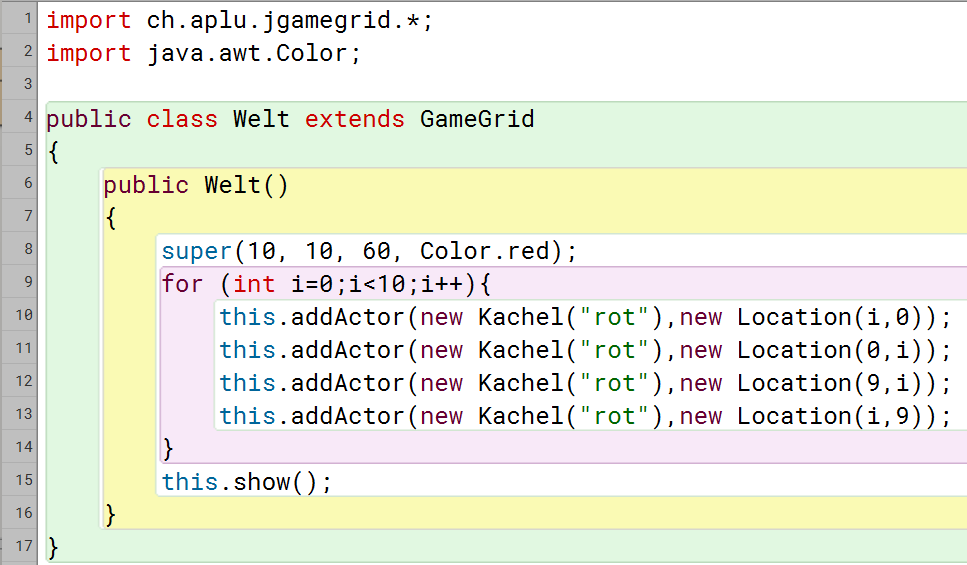 1 import ch.aplu.jgamegrid.*;
2 import java.awt.Color;
3
4 public class Welt extends GameGrid
5 {
6 public Welt()
7 {
8 super(10, 10, 60, Color.red);
9 for (int i=0;i<10;i++){
10 this.addActor(new Kachel("rot"),new Location(i,0));
11 this.addActor(new Kachel("rot"),new Location(0,i));
12 this.addActor(new Kachel("rot"),new Location(9,i));
13 this.addActor(new Kachel("rot"),new Location(i,9));
14 }
15 this.show();
16 }
17 }